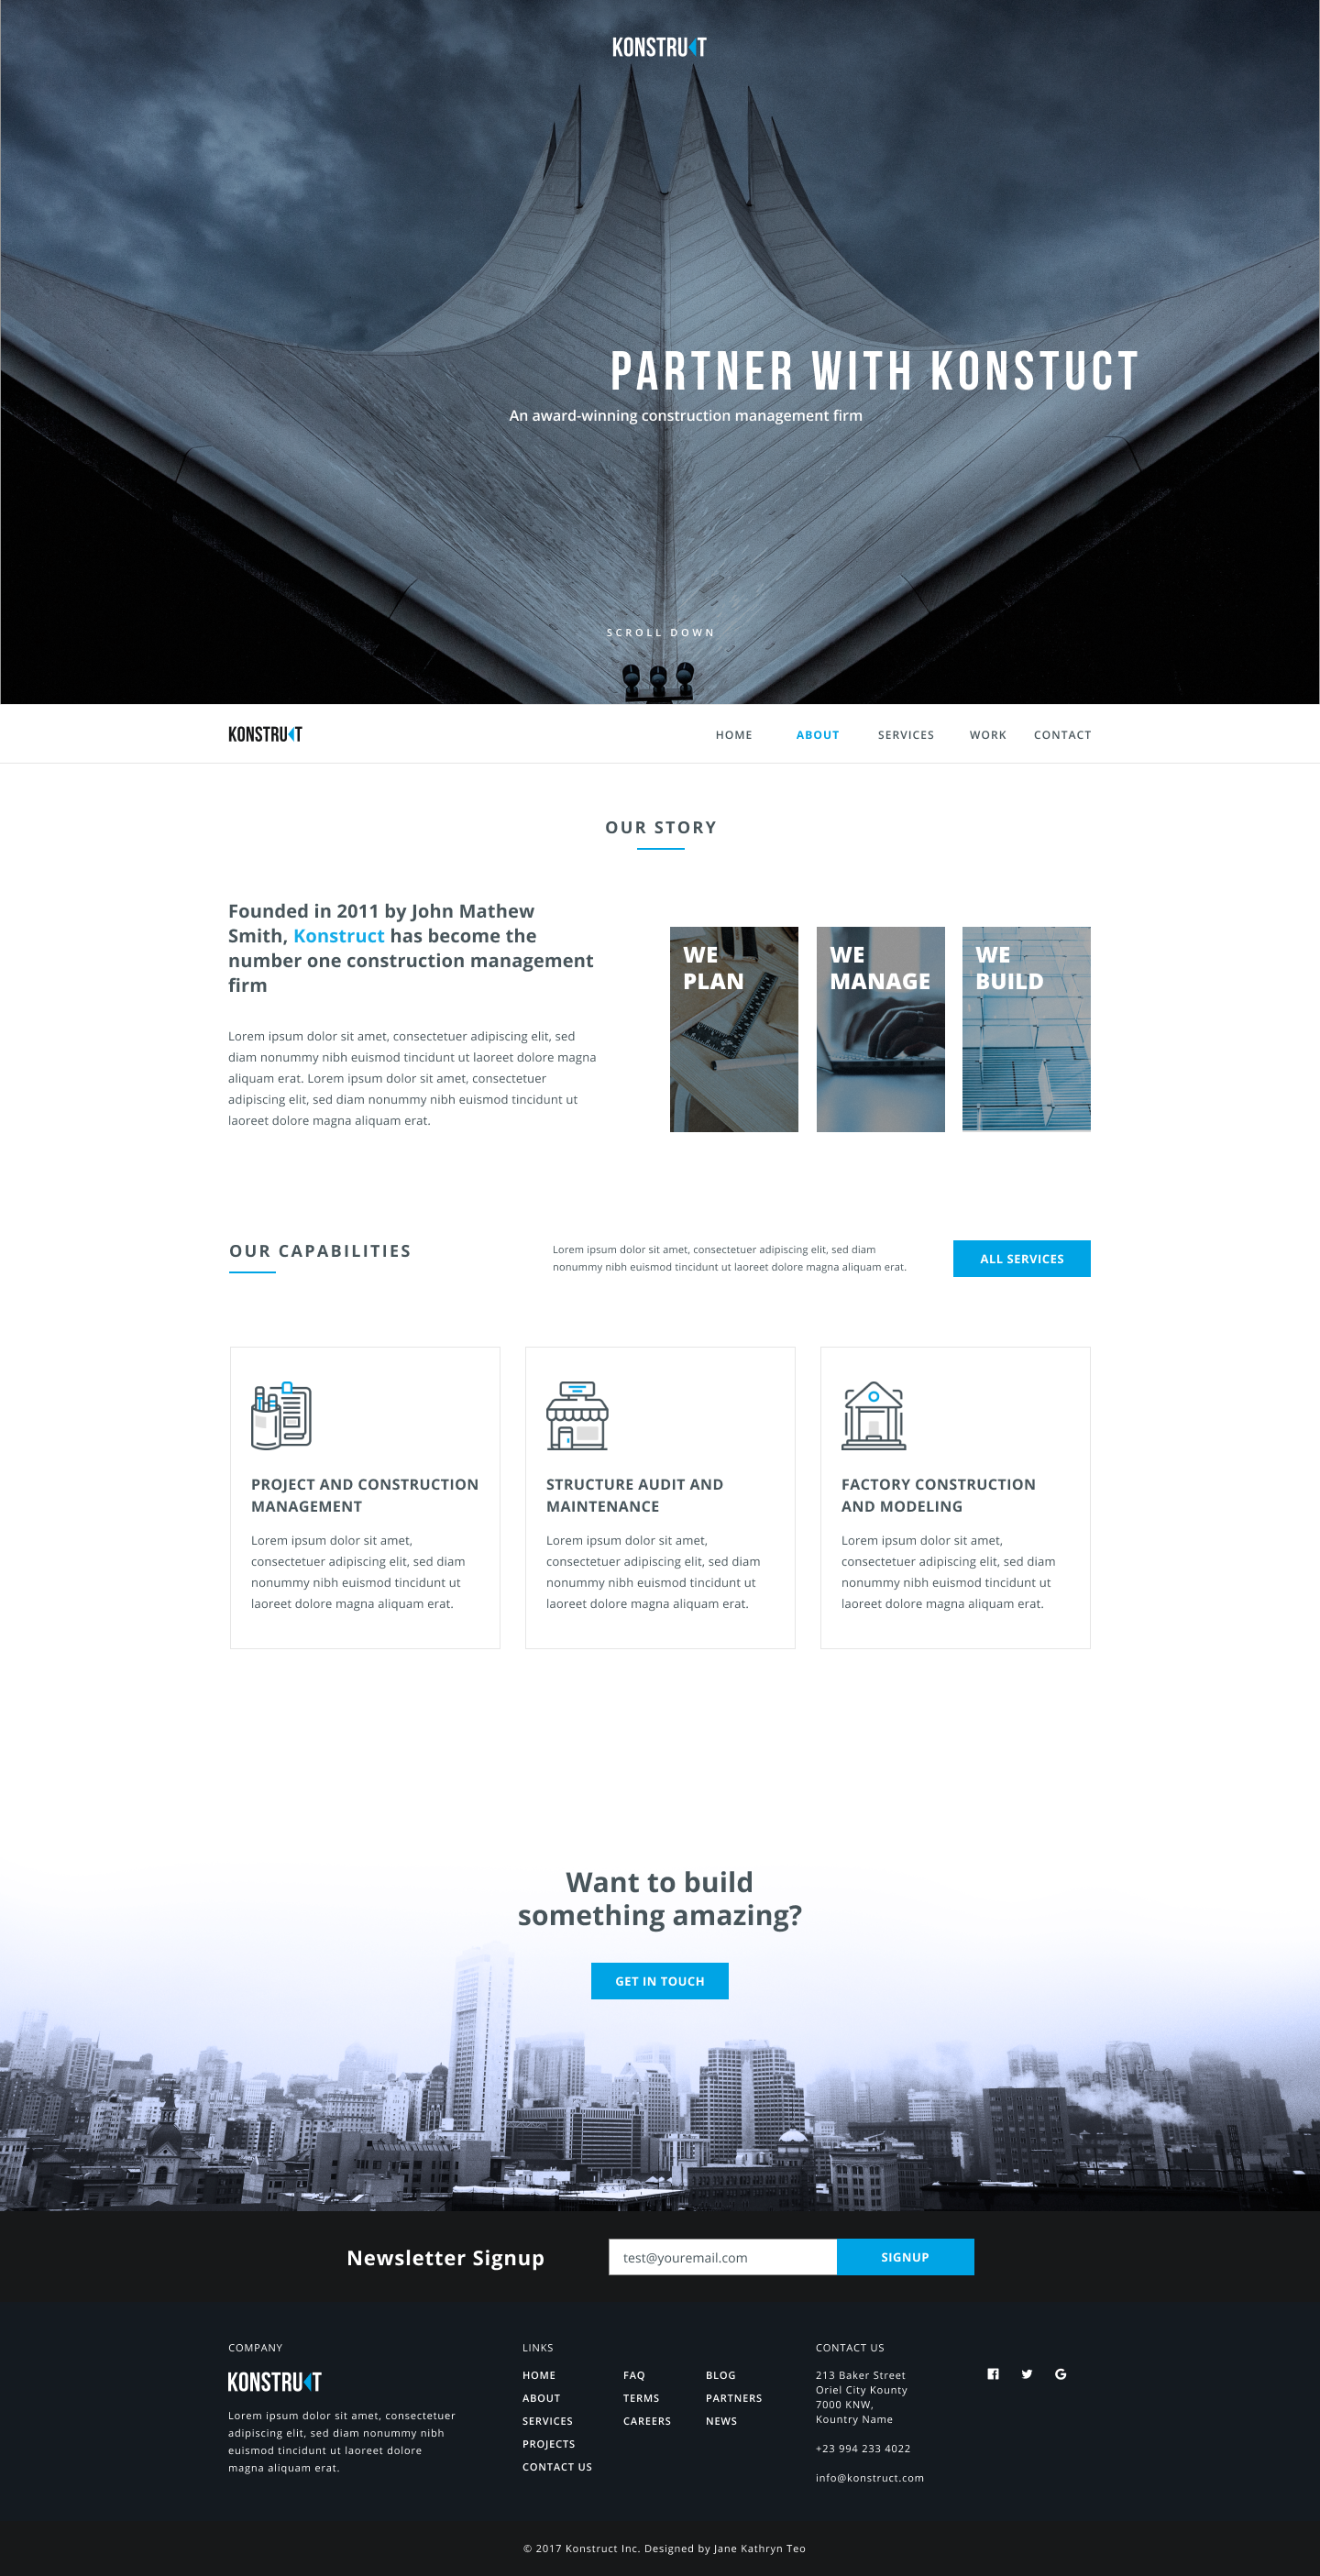 KONSTRUKT
PARTNER WITH KONSTUCT
An award-winning construction management firm
SCROLL DOWN
KONSTRUKT
HOME ABOUT SERVICES WORK CONTACT
OUR STORY
Founded in 2011 by John Mathew
Smith, Konstruct has become the
number one construction management
firm
Lorem ipsum dolor sit amet, consectetuer adipiscing elit, sed
diam nonummy nibh euismod tincidunt ut laoreet dolore magna
aliquam erat. Lorem ipsum dolor sit amet, consectetuer
adipiscing elit, sed diam nonummy nibh euismod tincidunt ut
laoreet dolore magna aliquam erat.
WE
PLAN
WE
MANAGE
WE
BUILD
OUR CAPABILITIES
Lorem ipsum dolor sit amet, consectetuer adipiscing elit, sed diam
nonummy nibh euismod tincidunt ut laoreet dolore magna aliquam erat.
ALL SERVICES
PROJECT AND CONSTRUCTION
MANAGEMENT
Lorem ipsum dolor sit amet,
consectetuer adipiscing elit, sed diam
nonummy nibh euismod tincidunt ut
laoreet dolore magna aliquam erat.
STRUCTURE AUDIT AND
MAINTENANCE
Lorem ipsum dolor sit amet,
consectetuer adipiscing elit, sed diam
nonummy nibh euismod tincidunt ut
laoreet dolore magna aliquam erat.
FACTORY CONSTRUCTION
AND MODELING
Lorem ipsum dolor sit amet,
consectetuer adipiscing elit, sed diam
nonummy nibh euismod tincidunt ut
laoreet dolore magna aliquam erat.
Want to build
something amazing?
GET IN TOUCH
Newsletter Signup
test@youremail.com
SIGNUP
COMPANY
KONSTRUKT
Lorem ipsum dolor sit amet, consectetuer
adipiscing elit, sed diam nonummy nibh
euismod tincidunt ut laoreet dolore
magna aliquam erat.
LINKS
HOME
ABOUT
SERVICES
PROJECTS
CONTACT US
FAQ
TERMS
CAREERS
BLOG
PARTNERS
NEWS
CONTACT US
213 Baker Street
Oriel City Kounty
7000 KNW,
Kountry Name
+23 994 233 4022
info@konstruct.com
© 2017 Konstruct Inc. Designed by Jane Kathryn Teo